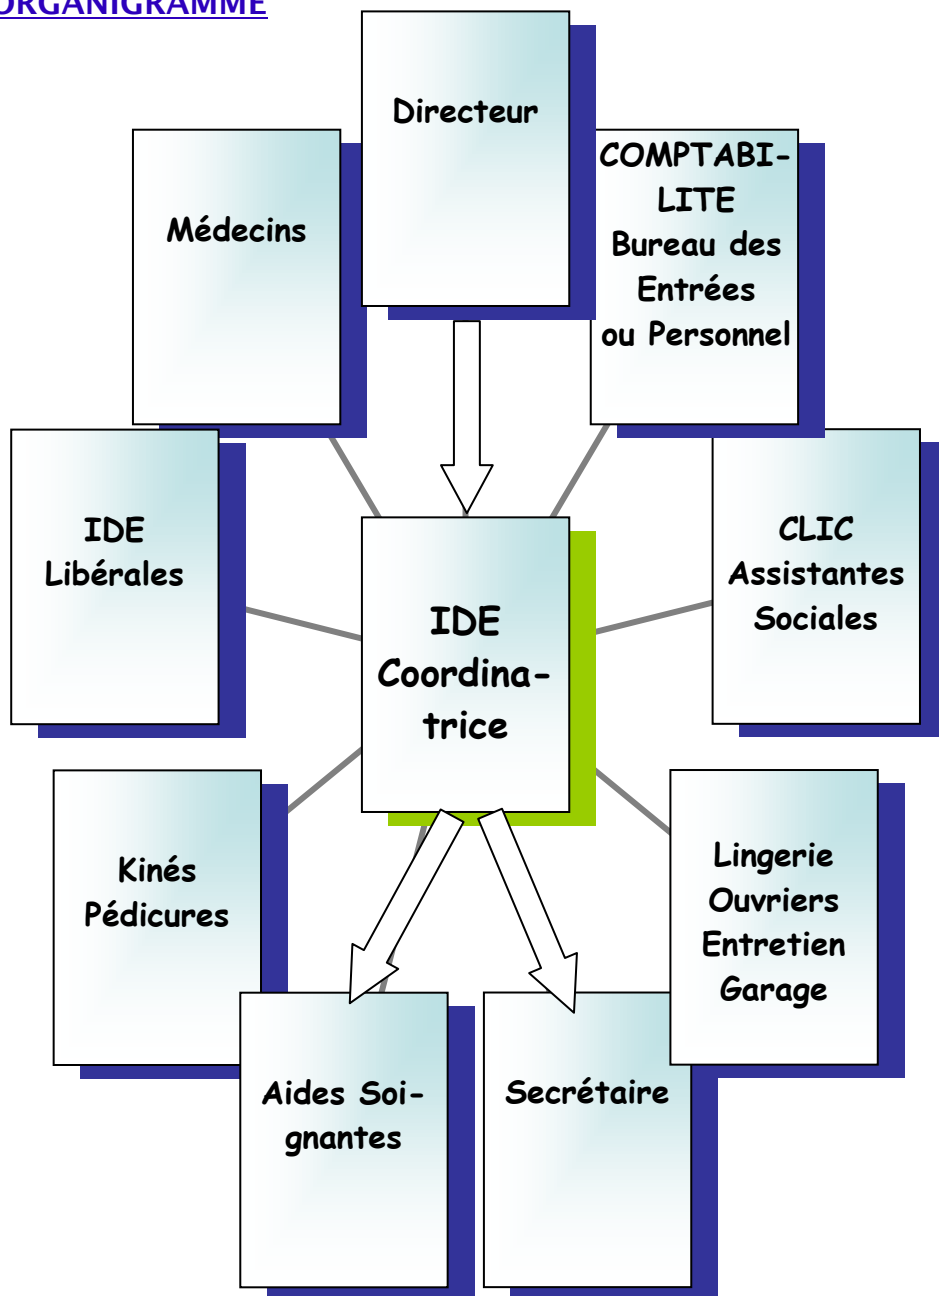 ORGANIGRAMME
Directeur
Médecins
COMPTABI-
LITE
Bureau des
Entrées
ou Personnel
IDE
Libérales
CLIC
Assistantes
Sociales
IDE
Coordina-
trice
Kinés
Pédicures
Lingerie
Ouvriers
Entretien
Garage
Aides Soi-
gnantes
Secrétaire